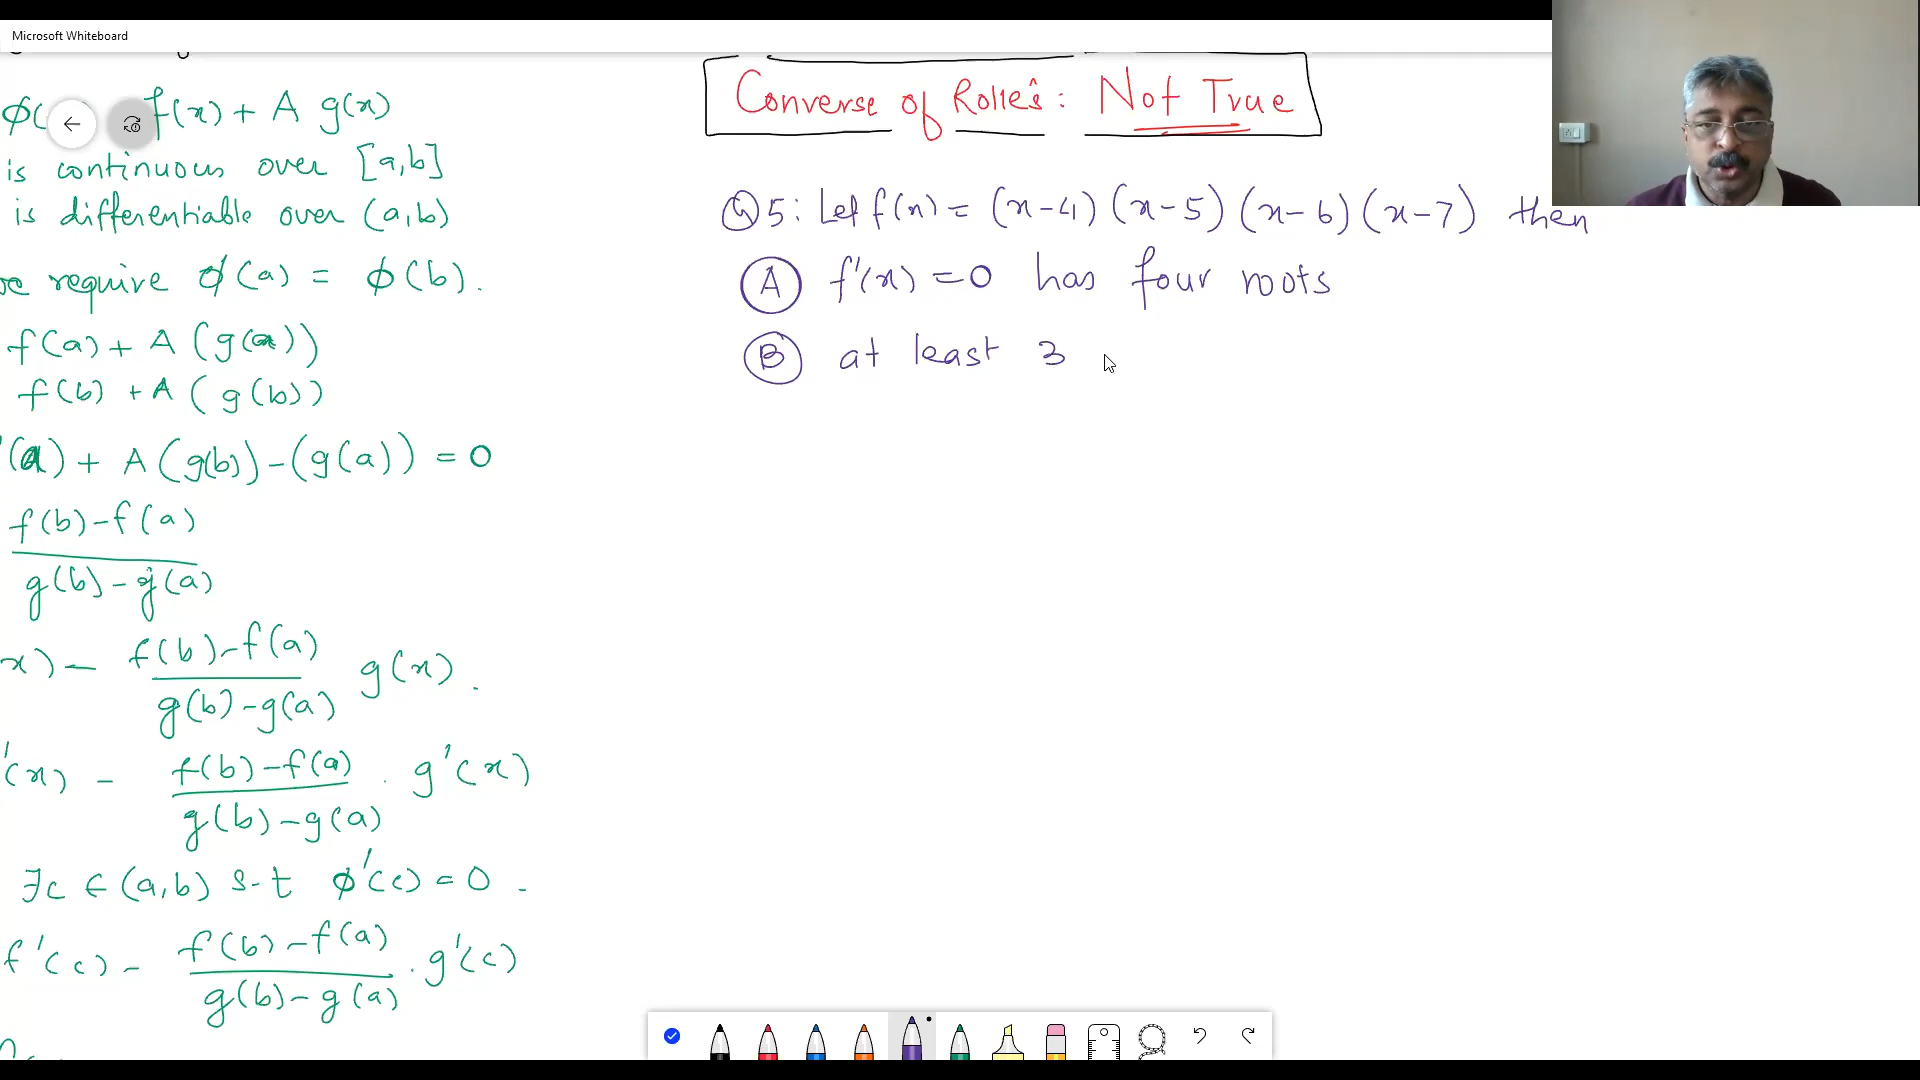 Microsoft Whiteboard
ϕ( f(x) + A g(x)
is continuous over [a,b]
is differentiable over (a,b)
we require ϕ(a) = ϕ(b).
f(a) + A (g(a))
f(b) + A (g(b))
(a) + A (g(b)) - (g(a)) = 0
f(b) - f(a)
g(b) - g(a)
x) - f(b) - f(a) / g(b) - g(a) g(x).
'(x) - f(b) - f(a) / g(b) - g(a) . g'(x)
∃c ∈ (a,b) s-t ϕ'(c) = 0.
f'(c) - f(b) - f(a) / g(b) - g(a) . g'(c)
Converse of Rolle's : Not True
Q5: Let f(x) = (x-4) (x-5) (x-6) (x-7) then
A f'(x) = 0 has four roots
B at least 3